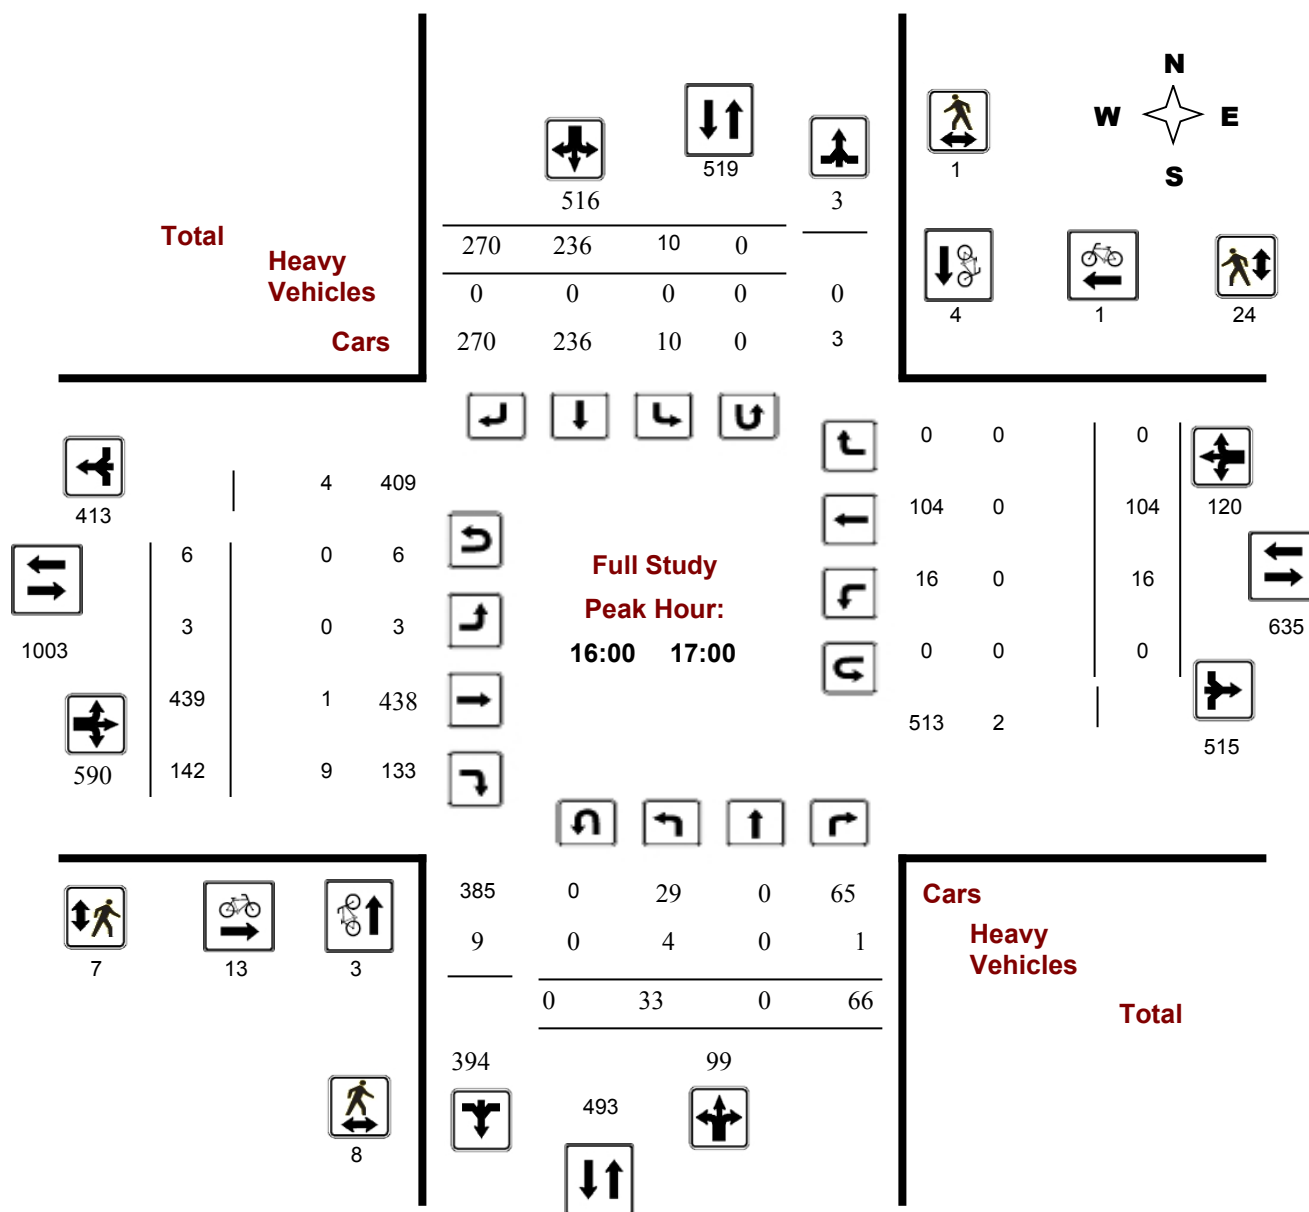 N
W E
S
519
516
3
1
Total
270 236 10 0
Heavy
Vehicles
0 0 0 0 0
4 1 24
Cars
270 236 10 0 3
0 0 0
4 409
413
104 0 104 120
6 0 6
Full Study
16 0 16
3 0 3
Peak Hour:
635
1003
16:00 17:00
0 0 0
439 1 438
513 2
515
590
142 9 133
385 0 29 0 65
Cars
9 0 4 0 1
Heavy
Vehicles
7 13 3
0 33 0 66
Total
394 99
493
8